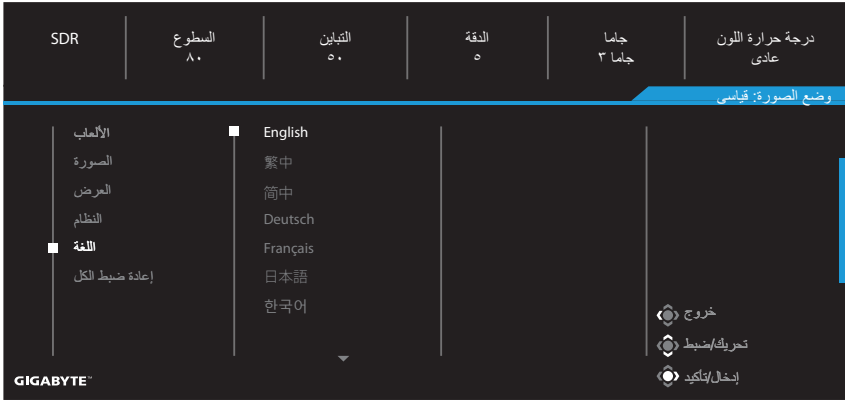 SDR
السطوع
٨٠
التباين
٥٠
الدقة
٥
جاما
جاما ٣
درجة حرارة اللون
عادى
وضع الصورة: قياسى
الألعاب
الصورة
العرض
النظام
اللغة
إعادة ضبط الكل
English
繁中
简中
Deutsch
Français
日本語
한국어
خروج
تحريك/ضبط
إدخال/تأكيد
GIGABYTE™